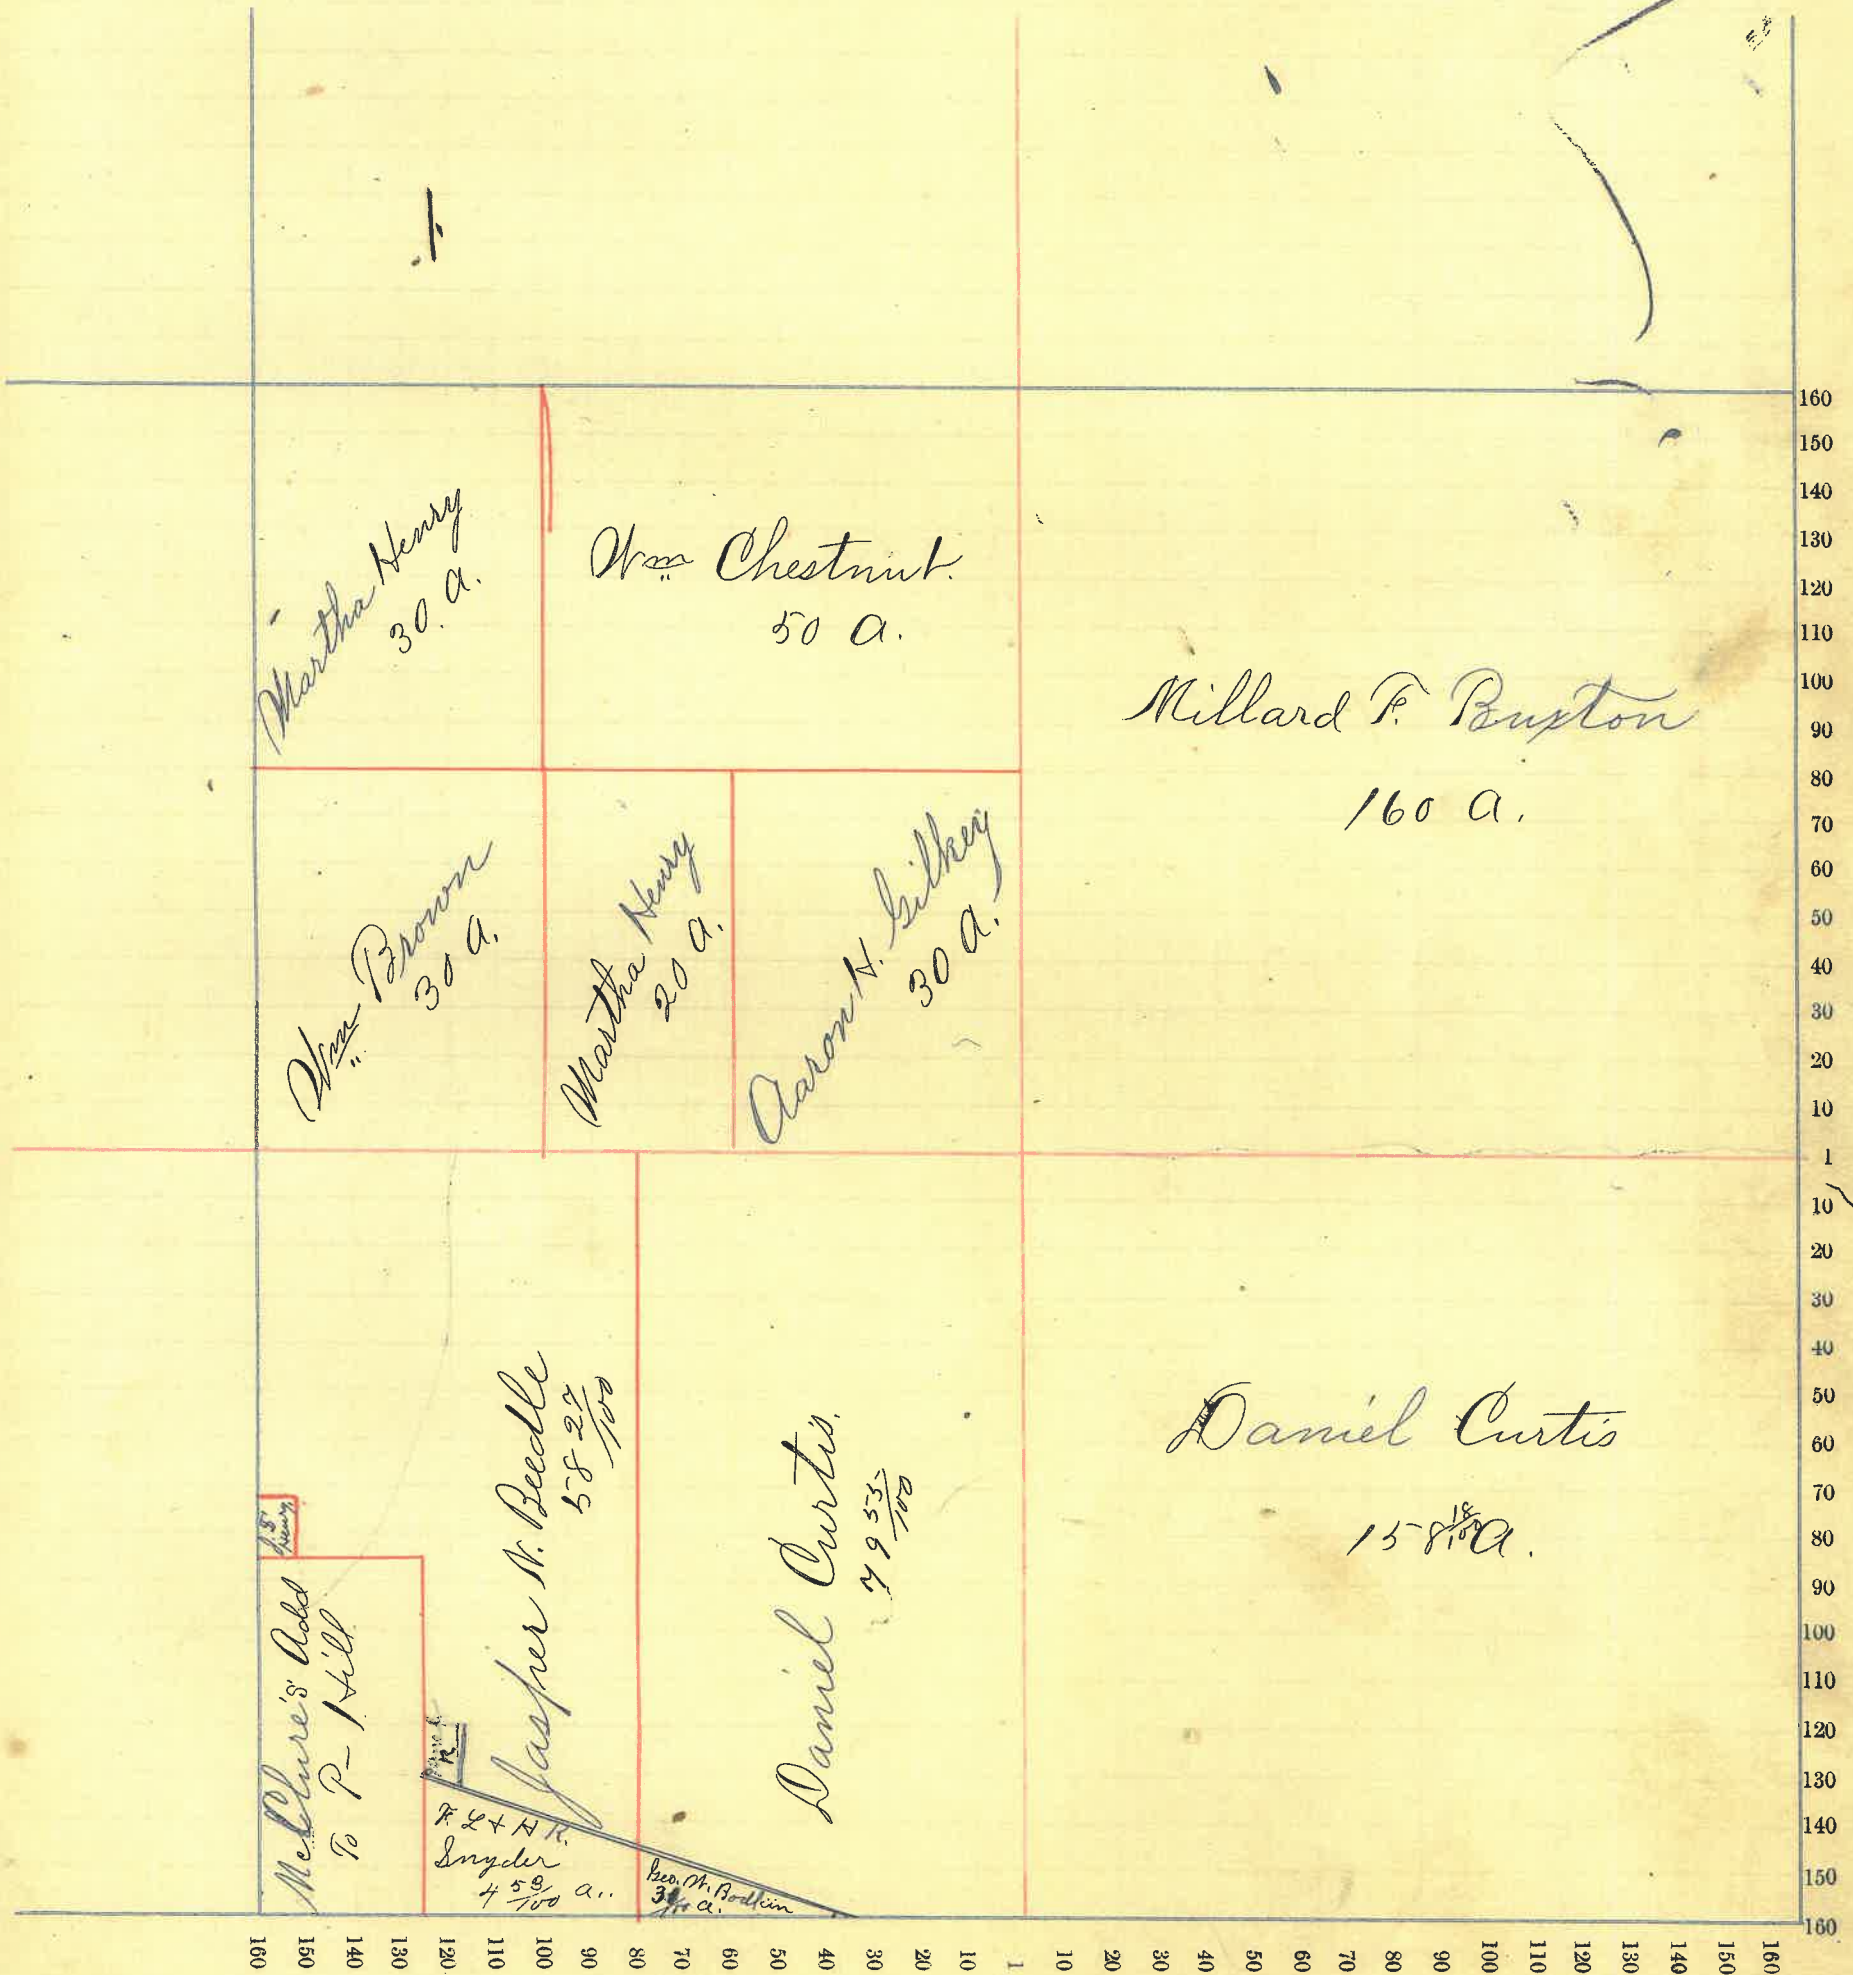 Martha Henry
30. a.
Wm Chestnut.
50 a.
Millard F. Buxton
160 a.
Wm Brown
30 a.
Martha Henry
20 a.
Aaron H. Gilkey
30 a.
Jasper N. Beedle
58 27/100
Daniel Curtis.
79 55/100
Daniel Curtis
158 18/100 a.
Henry
McClure's Add
To P- Hill
F. L + H R.
Snyder
4 58/100 a..
Geo. W. Bodkin
a.
160
150
140
130
120
110
100
90
80
70
60
50
40
30
20
10
1
10
20
30
40
50
60
70
80
90
100
110
120
130
140
150
160
160 150 140 130 120 110 100 90 80 70 60 50 40 30 20 10 1 10 20 30 40 50 60 70 80 90 100 110 120 130 140 150 160